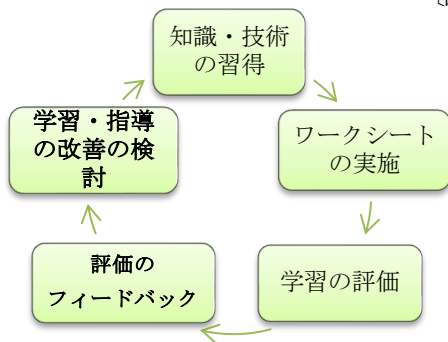 知識・技術
の習得
ワークシート
の実施
学習の評価
評価の
フィードバック
学習・指導
の改善の検
討